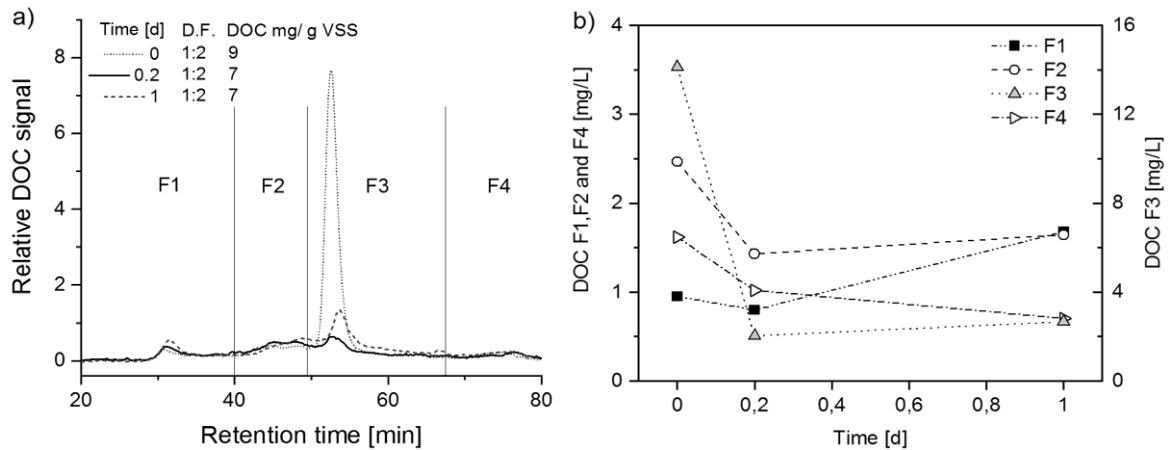 a)
Time [d] D.F. DOC mg/ g VSS
0 1:2 9
0.2 1:2 7
1 1:2 7
8
6
4
2
0
Relative DOC signal
F1 F2 F3 F4
20 40 60 80
Retention time [min]
b)
4
3
2
1
0
DOC F1,F2 and F4 [mg/L]
F1
F2
F3
F4
16
12
8
4
0
DOC F3 [mg/L]
0 0,2 0,4 0,6 0,8 1
Time [d]